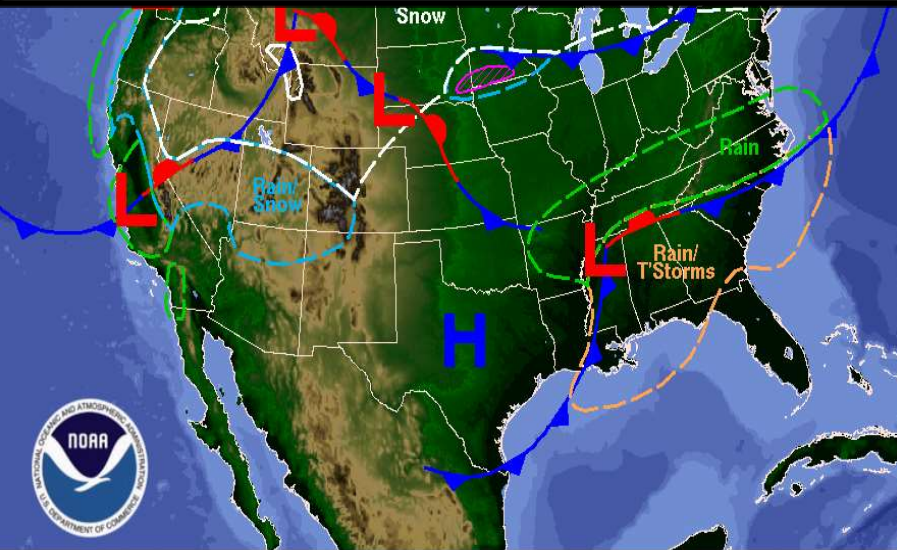 Snow
L
L
Rain
Rain/
Snow
L
L
Rain/
T'Storms
H
NOAA
NATIONAL OCEANIC AND ATMOSPHERIC ADMINISTRATION
U.S. DEPARTMENT OF COMMERCE